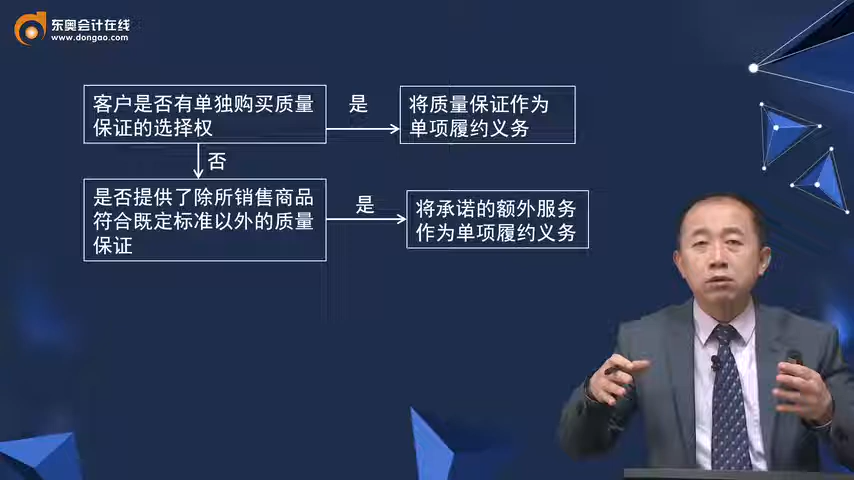 东奥会计在线
www.dongao.com
客户是否有单独购买质量
保证的选择权
是
将质量保证作为
单项履约义务
否
是否提供了除所销售商品
符合既定标准以外的质量
保证
是
将承诺的额外服务
作为单项履约义务